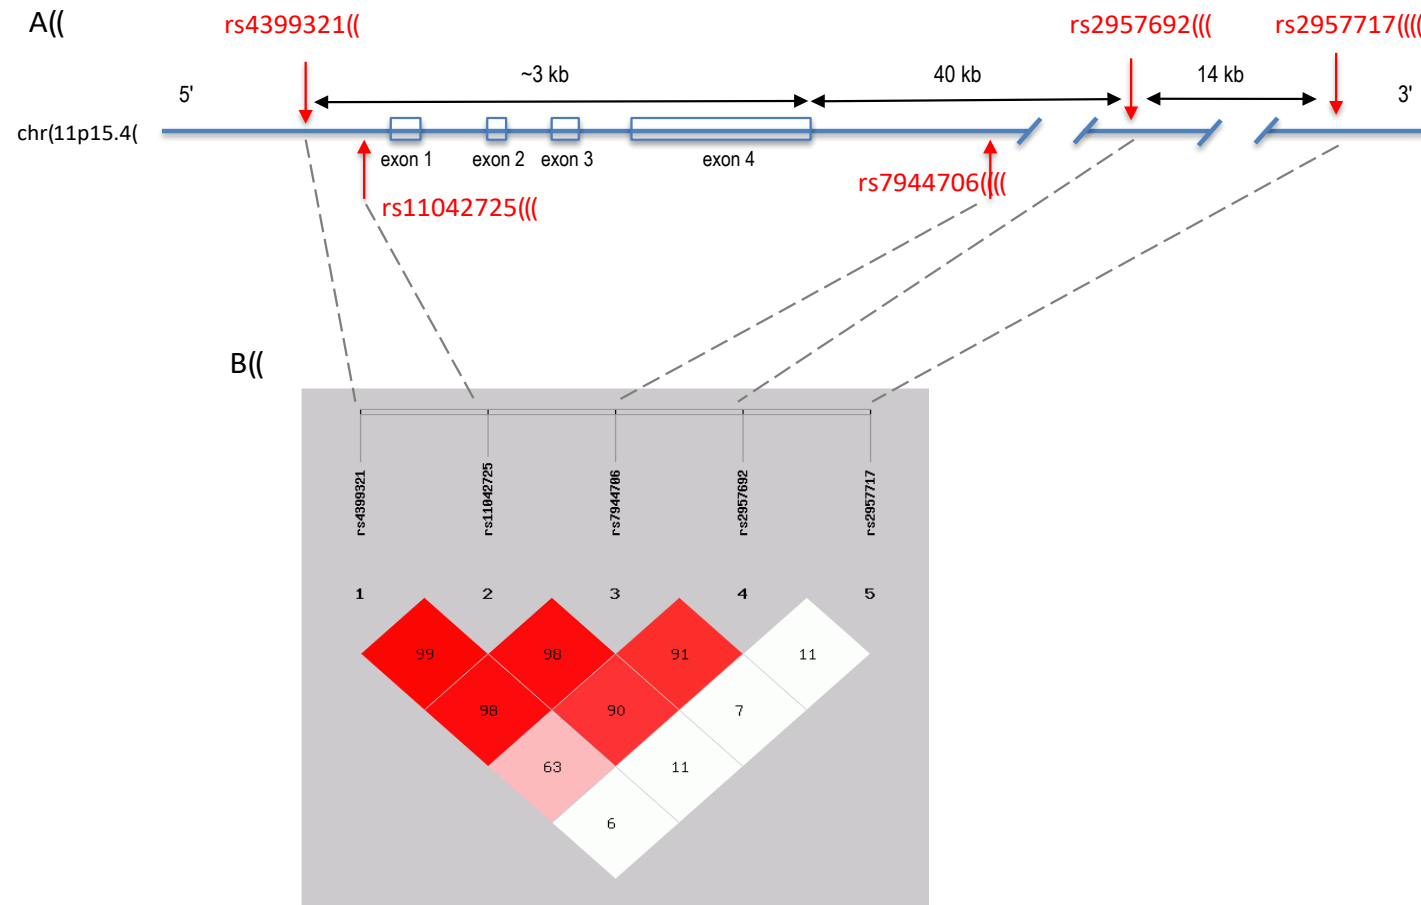 A((
rs4399321((
rs2957692(((
rs2957717((((
~3 kb
40 kb
14 kb
5'
3'
chr(11p15.4(
exon 1
exon 2
exon 3
exon 4
rs7944706((((
rs11042725(((
B((
rs4399321
rs11042725
rs7944706
rs2957692
rs2957717
1 2 3 4 5
99 98 91 11
98 90 7
63 11
6